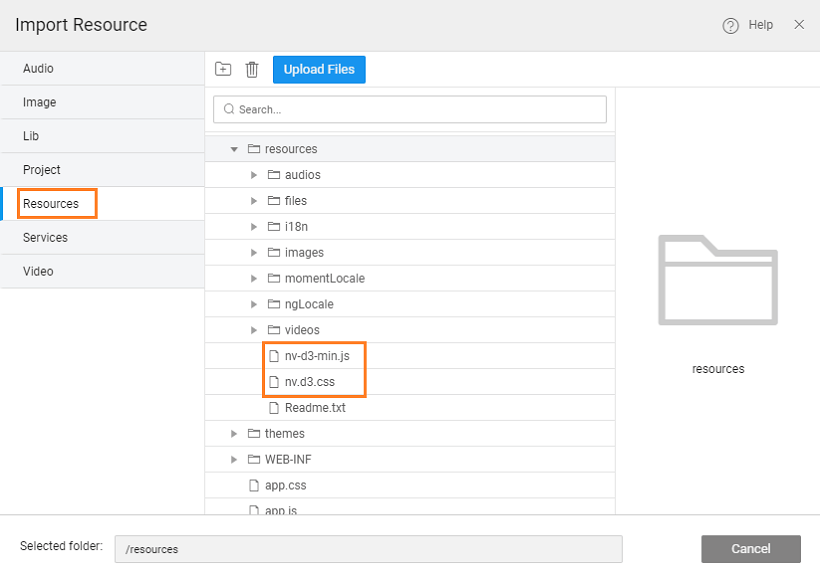 Import Resource
Help
Audio
Image
Lib
Project
Resources
Services
Video
Upload Files
Search...
resources
audios
files
i18n
images
momentLocale
ngLocale
videos
nv-d3-min.js
nv.d3.css
Readme.txt
themes
WEB-INF
app.css
app.js
resources
Selected folder:
/resources
Cancel